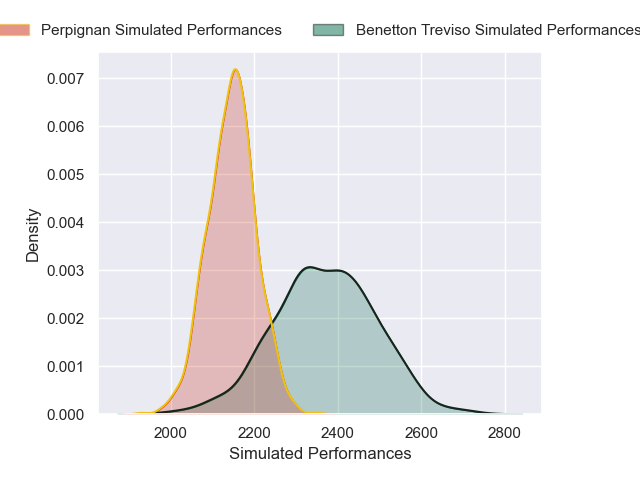 Perpignan Simulated Performances
Benetton Treviso Simulated Performances
0.007
0.006
0.005
0.004
0.003
0.002
0.001
0.000
Density
2000 2200 2400 2600 2800
Simulated Performances